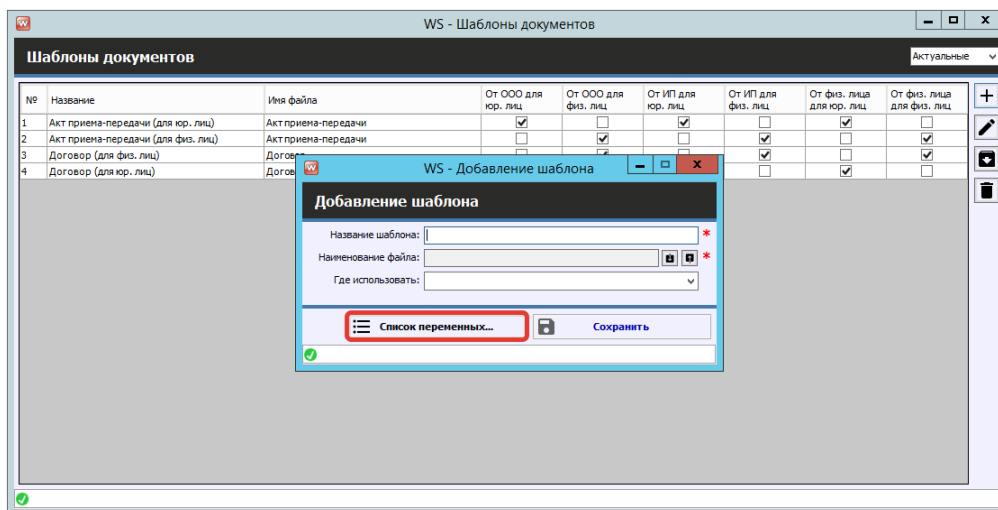 WS - Шаблоны документов
Шаблоны документов
Актуальные
№ Название Имя файла От ООО для юр. лиц От ООО для физ. лиц От ИП для юр. лиц От ИП для физ. лиц От физ. лица для юр. лиц От физ. лица для физ. лиц
1 Акт приема-передачи (для юр. лиц) Акт приема-передачи
2 Акт приема-передачи (для физ. лиц) Акт приема-передачи
3 Договор (для физ. лиц)
4 Договор (для юр. лиц) Догов
WS - Добавление шаблона
Добавление шаблона
Название шаблона: *
Наименование файла: *
Где использовать:
Список переменных...
Сохранить